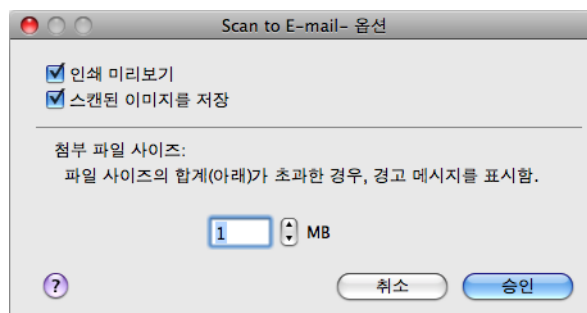 Scan to E-mail- 옵션
인쇄 미리보기
스캔된 이미지를 저장
첨부 파일 사이즈:
파일 사이즈의 합계(아래)가 초과한 경우, 경고 메시지를 표시함.
1 MB
? 취소 승인